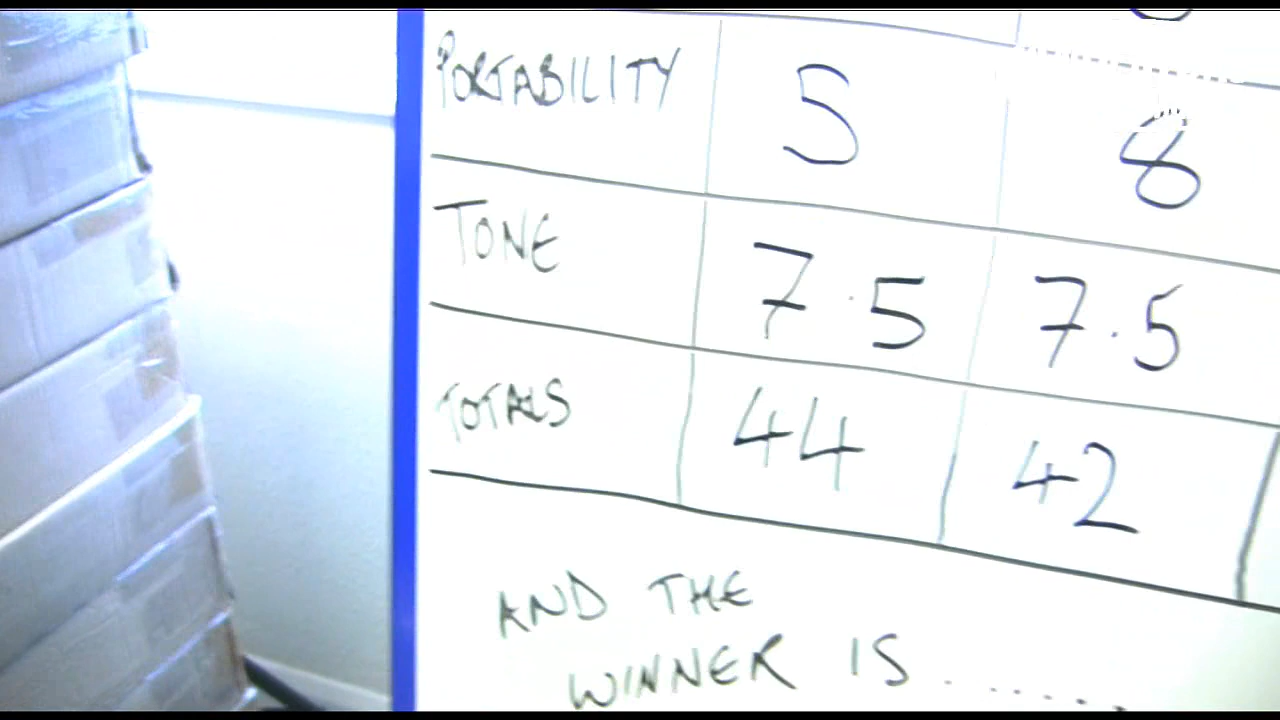 PORTABILITY 5 8
TONE 7.5 7.5
TOTALS 44 42
AND THE
WINNER IS ......